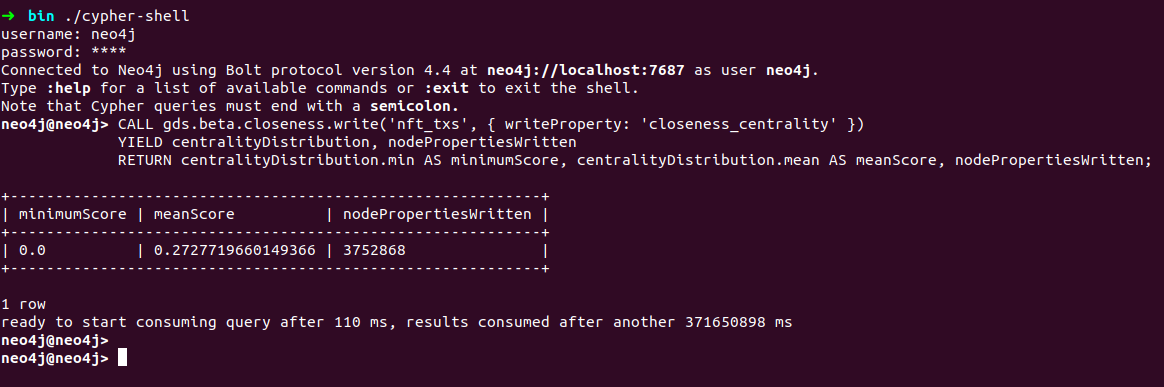 ➜ bin ./cypher-shell
username: neo4j
password: ****
Connected to Neo4j using Bolt protocol version 4.4 at neo4j://localhost:7687 as user neo4j.
Type :help for a list of available commands or :exit to exit the shell.
Note that Cypher queries must end with a semicolon.
neo4j@neo4j> CALL gds.beta.closeness.write('nft_txs', { writeProperty: 'closeness_centrality' })
             YIELD centralityDistribution, nodePropertiesWritten
             RETURN centralityDistribution.min AS minimumScore, centralityDistribution.mean AS meanScore, nodePropertiesWritten;
+-----------------------------------------------------------+
| minimumScore | meanScore          | nodePropertiesWritten |
+-----------------------------------------------------------+
| 0.0          | 0.2727719660149366 | 3752868               |
+-----------------------------------------------------------+
1 row
ready to start consuming query after 110 ms, results consumed after another 371650898 ms
neo4j@neo4j>
neo4j@neo4j>